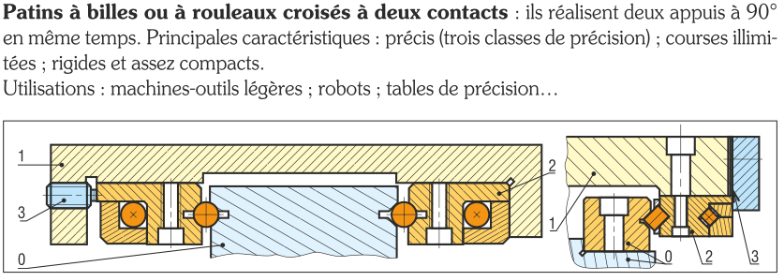 Patins à billes ou à rouleaux croisés à deux contacts : ils réalisent deux appuis à 90°
en même temps. Principales caractéristiques : précis (trois classes de précision) ; courses illimi-
tées ; rigides et assez compacts.
Utilisations : machines-outils légères ; robots ; tables de précision…
1
3
0
2
1
0
2
3